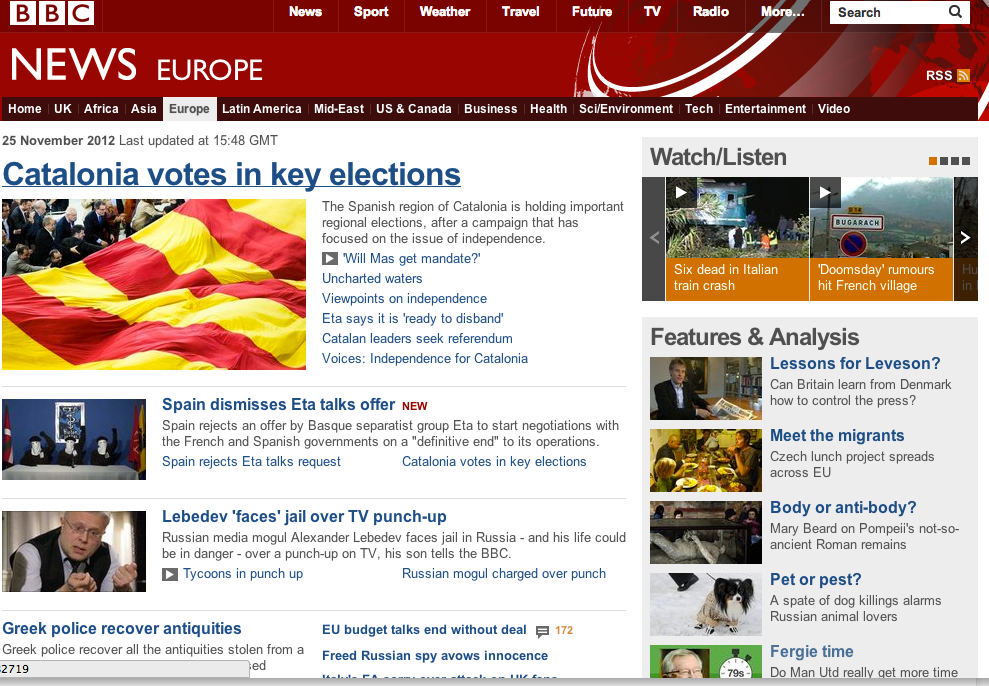 BBC
News Sport Weather Travel Future TV Radio More... Search
NEWS EUROPE
RSS
Home UK Africa Asia Europe Latin America Mid-East US & Canada Business Health Sci/Environment Tech Entertainment Video
25 November 2012 Last updated at 15:48 GMT
Catalonia votes in key elections
The Spanish region of Catalonia is holding important
regional elections, after a campaign that has
focused on the issue of independence.
'Will Mas get mandate?'
Uncharted waters
Viewpoints on independence
Eta says it is 'ready to disband'
Catalan leaders seek referendum
Voices: Independence for Catalonia
Spain dismisses Eta talks offer NEW
Spain rejects an offer by Basque separatist group Eta to start negotiations with
the French and Spanish governments on a "definitive end" to its operations.
Spain rejects Eta talks request Catalonia votes in key elections
Lebedev 'faces' jail over TV punch-up
Russian media mogul Alexander Lebedev faces jail in Russia - and his life could
be in danger - over a punch-up on TV, his son tells the BBC.
Tycoons in punch up Russian mogul charged over punch
Greek police recover antiquities
Greek police recover all the antiquities stolen from a
sed
2719
EU budget talks end without deal 172
Freed Russian spy avows innocence
Watch/Listen
BUGARACH
Six dead in Italian
train crash
'Doomsday' rumours
hit French village
Hu
in
Features & Analysis
Lessons for Leveson?
Can Britain learn from Denmark
how to control the press?
Meet the migrants
Czech lunch project spreads
across EU
Body or anti-body?
Mary Beard on Pompeii's not-so-
ancient Roman remains
Pet or pest?
A spate of dog killings alarms
Russian animal lovers
Fergie time
79s
Do Man Utd really get more time